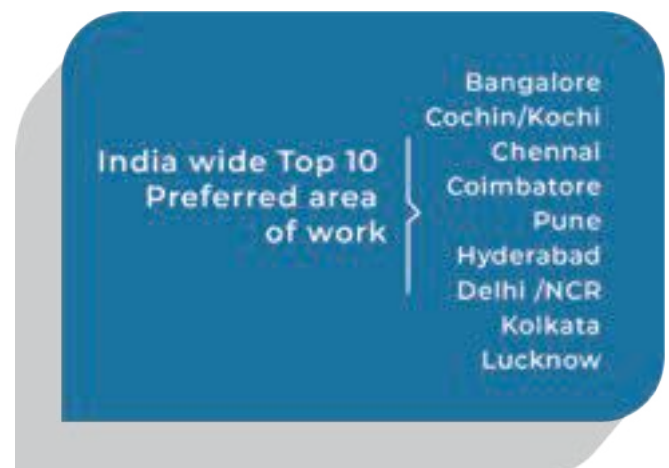 India wide Top 10
Preferred area
of work
Bangalore
Cochin/Kochi
Chennai
Coimbatore
Pune
Hyderabad
Delhi /NCR
Kolkata
Lucknow